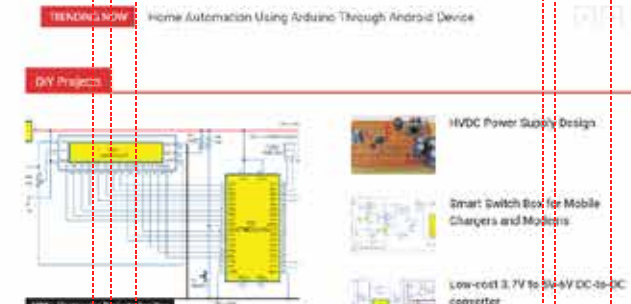 TRENDING NOW Home Automation Using Arduino Through Android Device
DIY Projects
HVDC Power Supply Design
Smart Switch Box for Mobile
Chargers and Modems
Low-cost 3.7V to 5V-6V DC-to-DC
converter